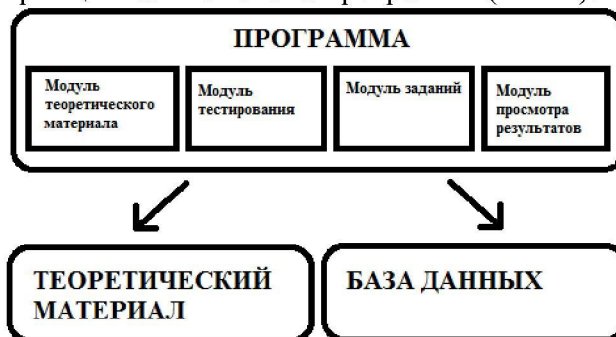 ПРОГРАММА
Модуль
теоретического
материала
Модуль
тестирования
Модуль заданий
Модуль
просмотра
результатов
ТЕОРЕТИЧЕСКИЙ
МАТЕРИАЛ
БАЗА ДАННЫХ